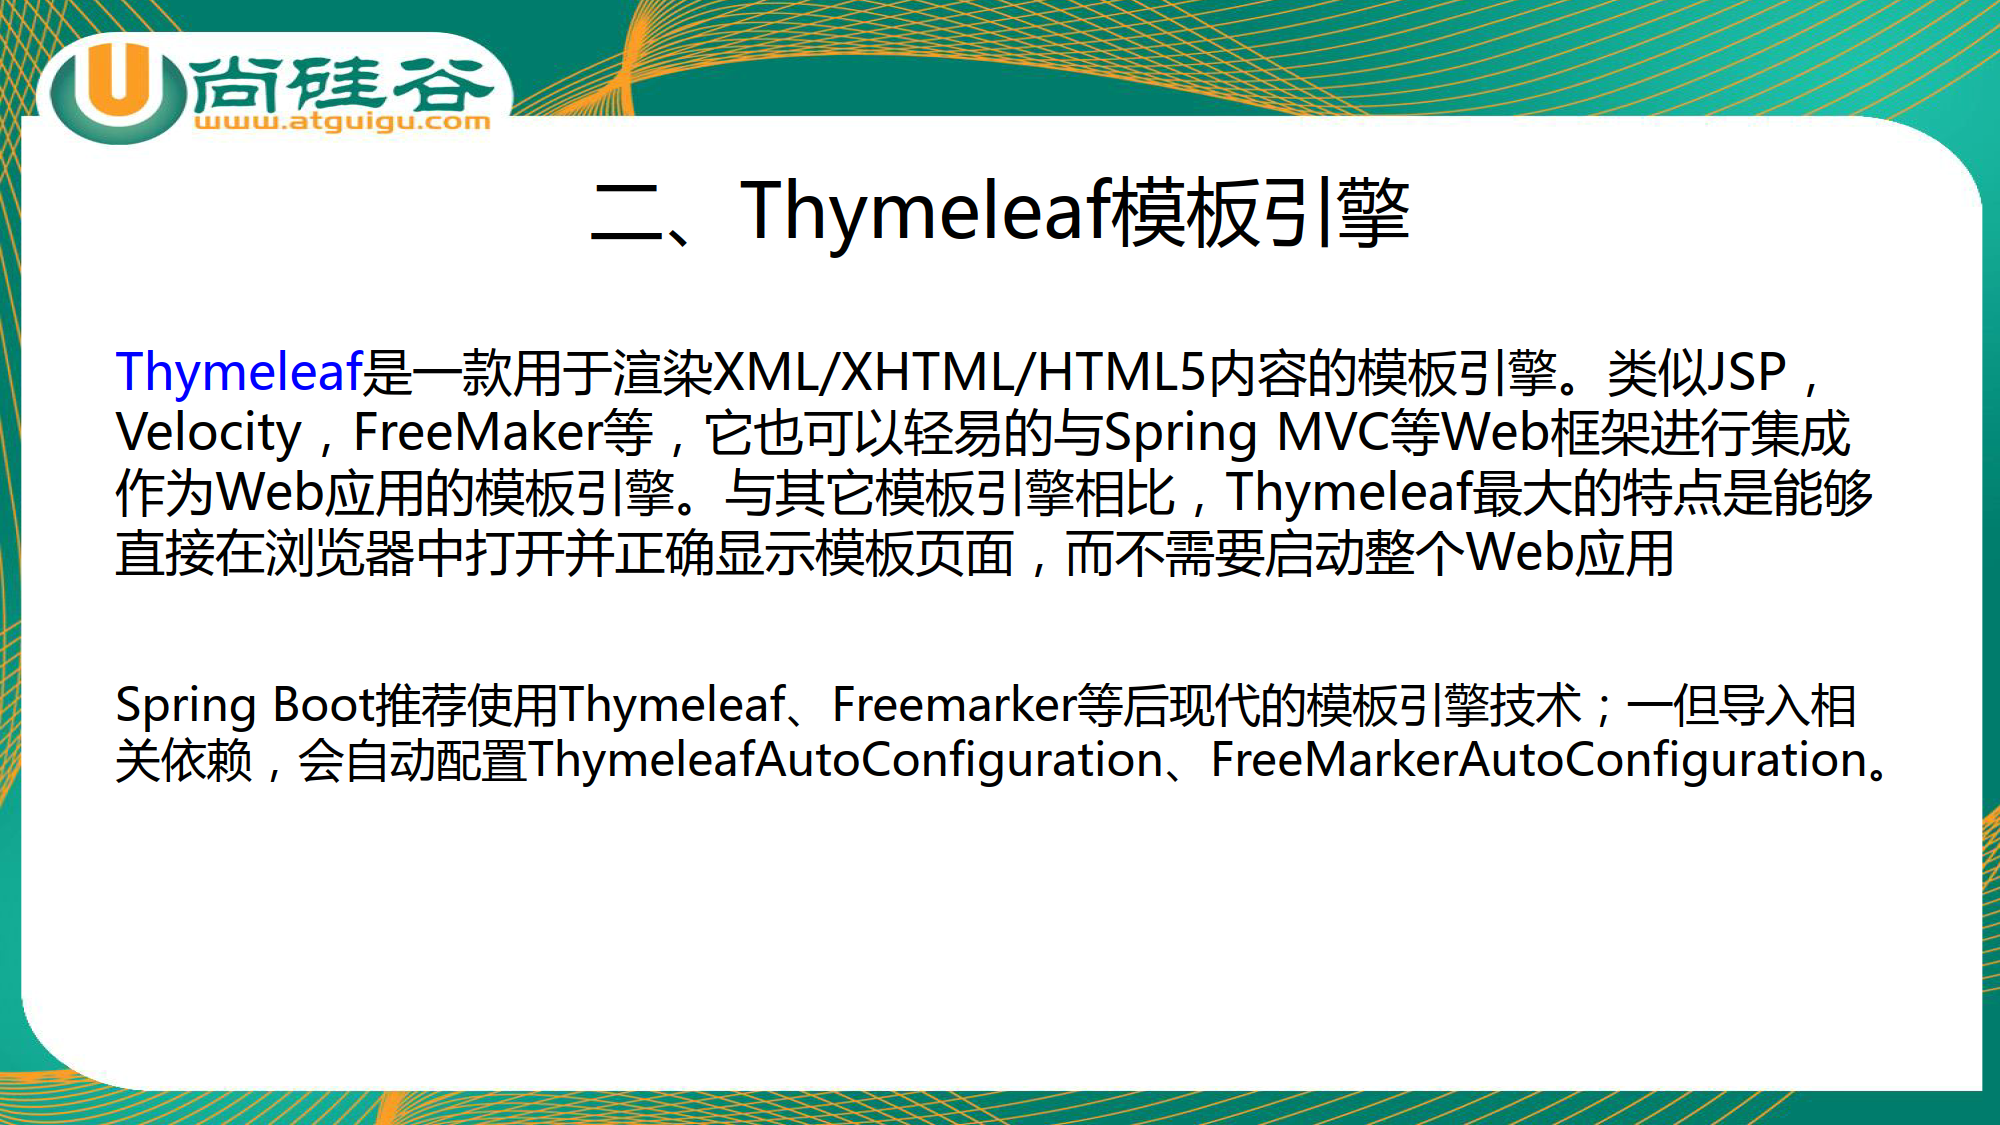 尚硅谷
www.atguigu.com
二、Thymeleaf模板引擎
Thymeleaf是一款用于渲染XML/XHTML/HTML5内容的模板引擎。类似JSP，
Velocity，FreeMaker等，它也可以轻易的与Spring MVC等Web框架进行集成
作为Web应用的模板引擎。与其它模板引擎相比，Thymeleaf最大的特点是能够
直接在浏览器中打开并正确显示模板页面，而不需要启动整个Web应用
Spring Boot推荐使用Thymeleaf、Freemarker等后现代的模板引擎技术；一但导入相
关依赖，会自动配置ThymeleafAutoConfiguration、FreeMarkerAutoConfiguration。